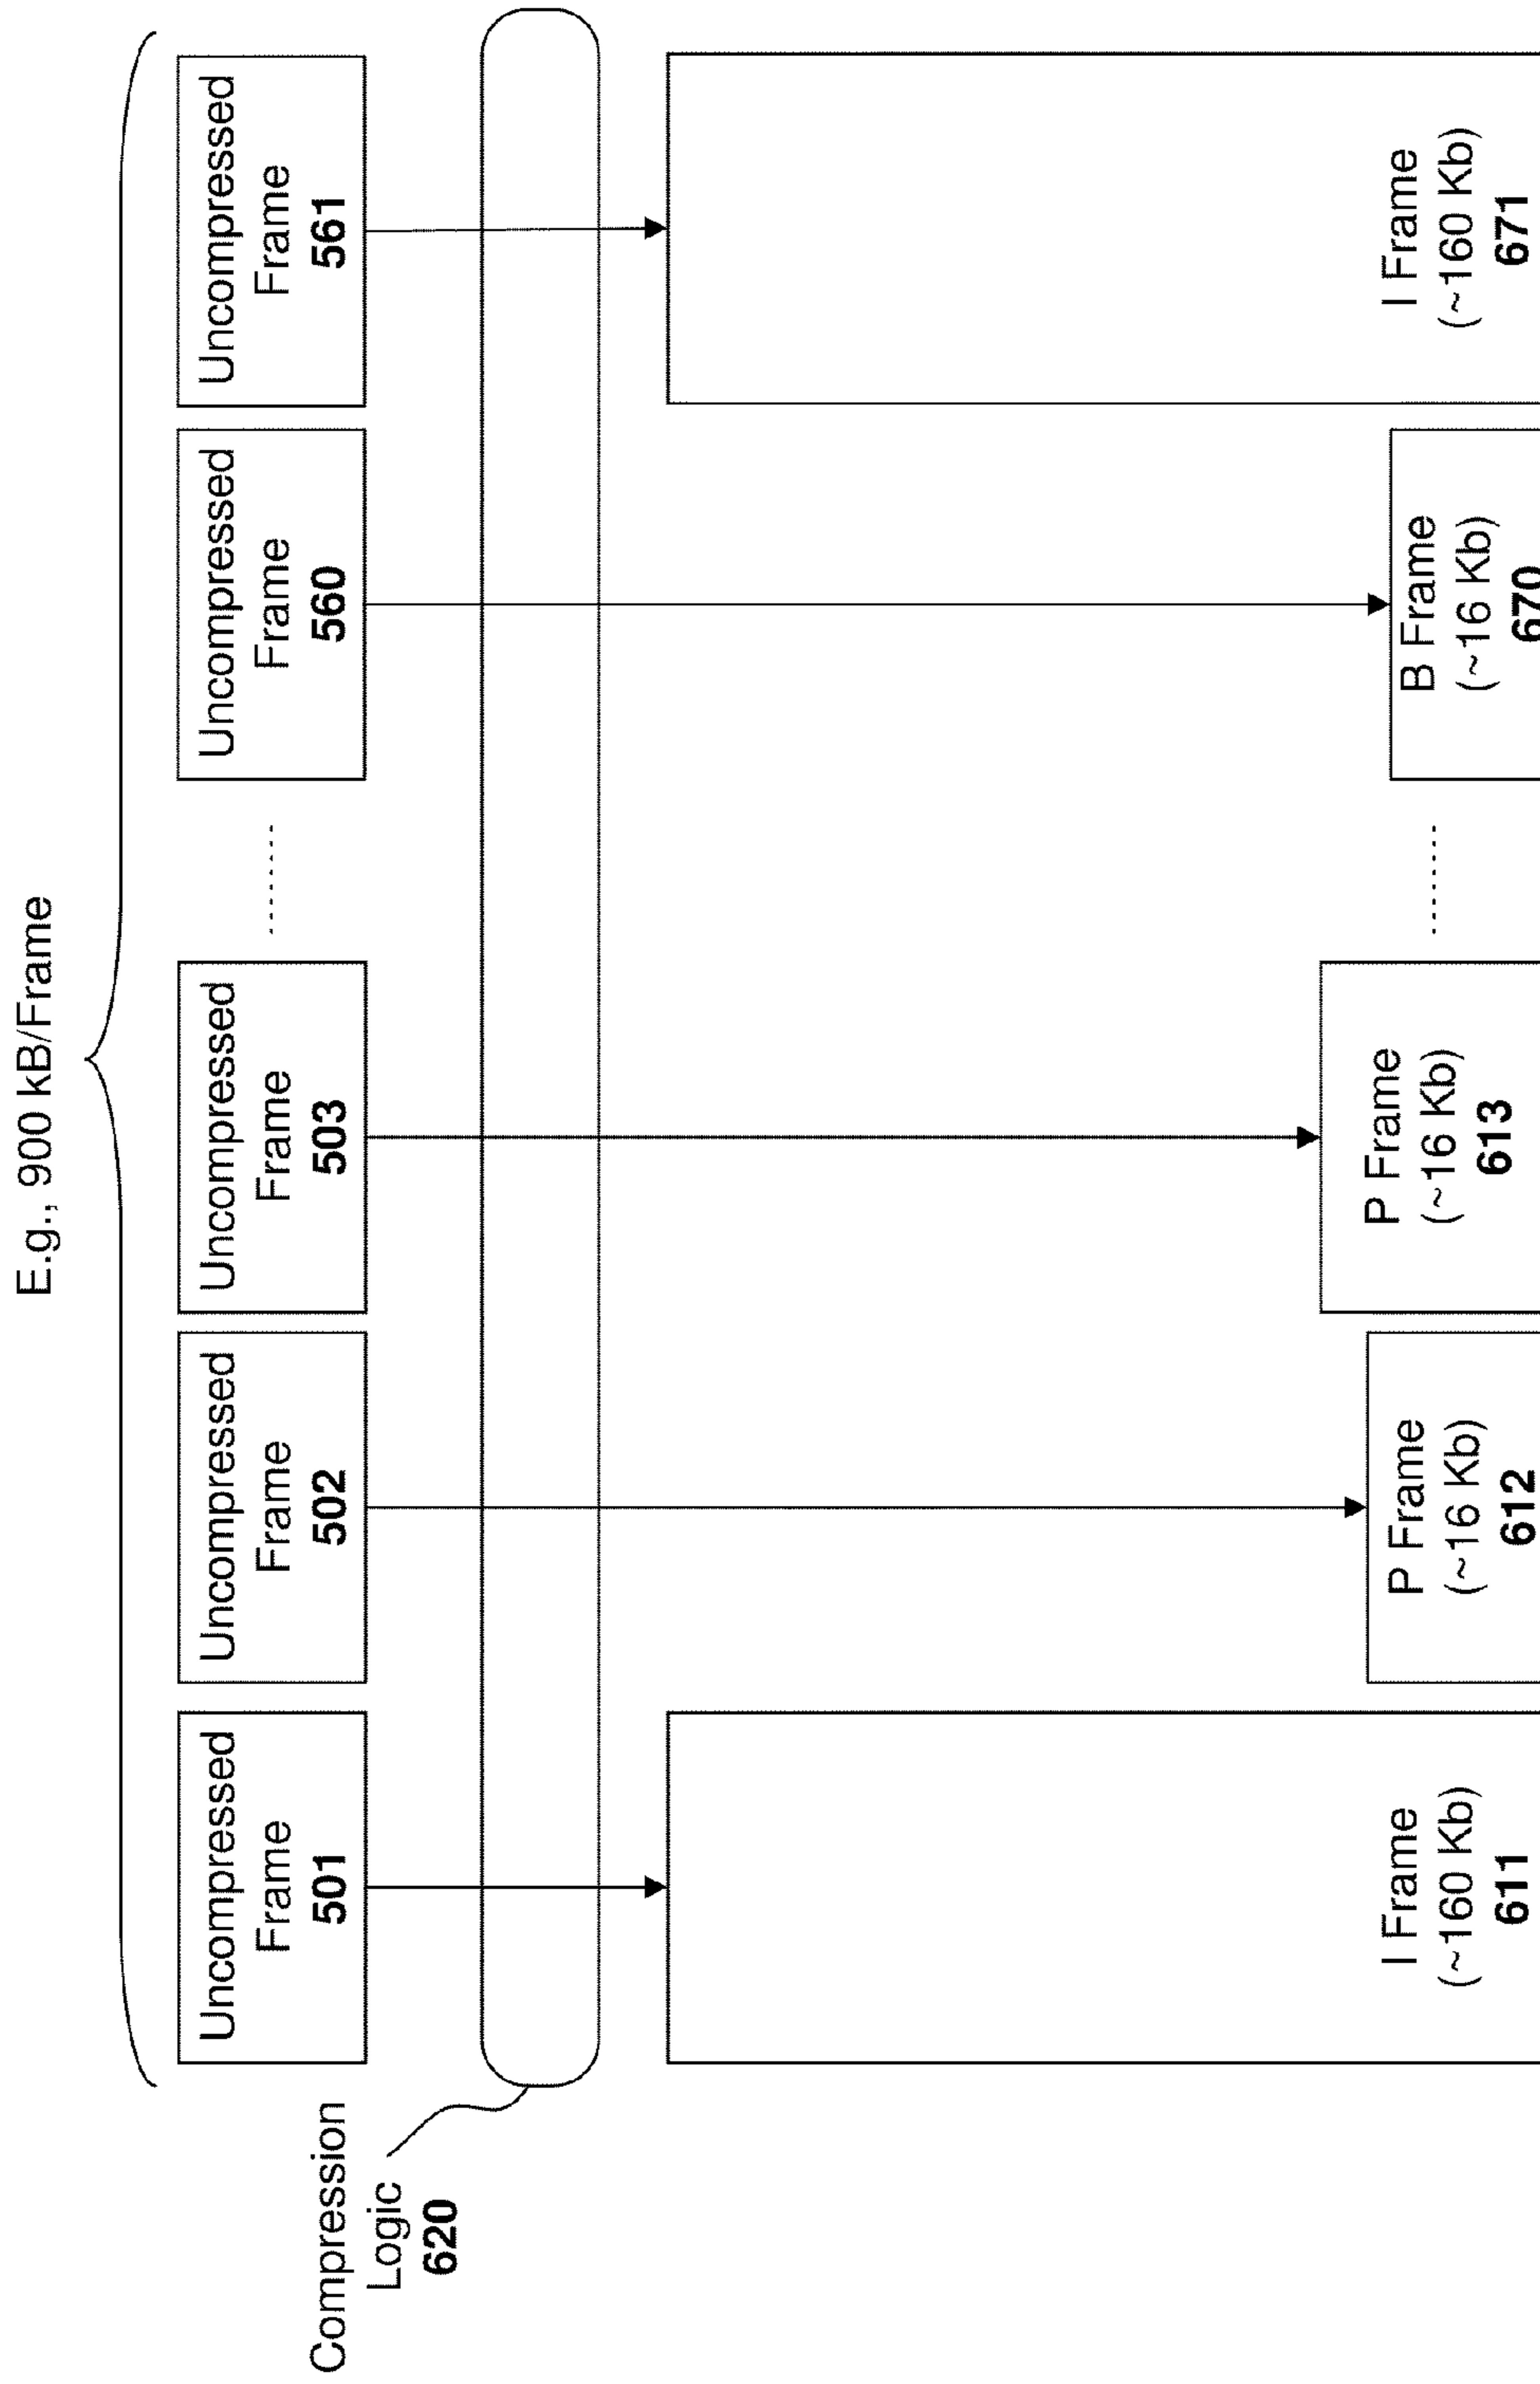 E.g., 900 kB/Frame
Uncompressed
Frame
501
Uncompressed
Frame
502
Uncompressed
Frame
503
Uncompressed
Frame
560
Uncompressed
Frame
561
Compression
Logic
620
I Frame
(~160 Kb)
611
P Frame
(~16 Kb)
612
P Frame
(~16 Kb)
613
B Frame
(~16 Kb)
670
I Frame
(~160 Kb)
671